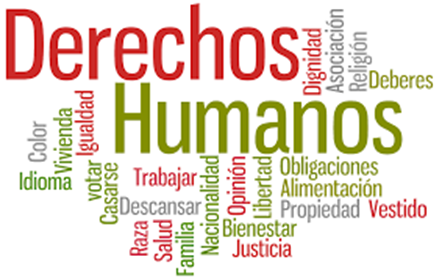 Derechos
Humanos
Dignidad
Asociación
Religión
Deberes
Color
Vivienda
Igualdad
Idioma
votar
Casarse
Trabajar
Descansar
Raza
Salud
Familia
Nacionalidad
Opinión
Libertad
Obligaciones
Alimentación
Propiedad
Vestido
Bienestar
Justicia